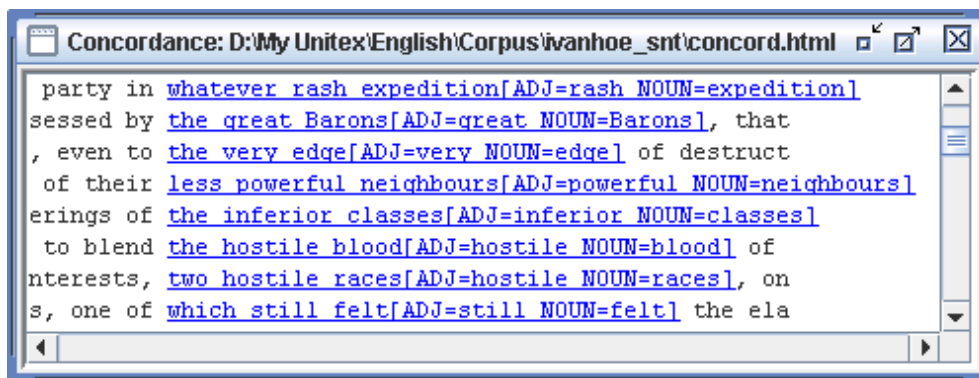 Concordance: D:\My Unitex\English\Corpus\ivanhoe_snt\concord.html
party in whatever rash expedition[ADJ=rash NOUN=expedition]
sessed by the great Barons[ADJ=great NOUN=Barons], that
, even to the very edge[ADJ=very NOUN=edge] of destruct
of their less powerful neighbours[ADJ=powerful NOUN=neighbours]
erings of the inferior classes[ADJ=inferior NOUN=classes]
to blend the hostile blood[ADJ=hostile NOUN=blood] of
nterests, two hostile races[ADJ=hostile NOUN=races], on
s, one of which still felt[ADJ=still NOUN=felt] the ela